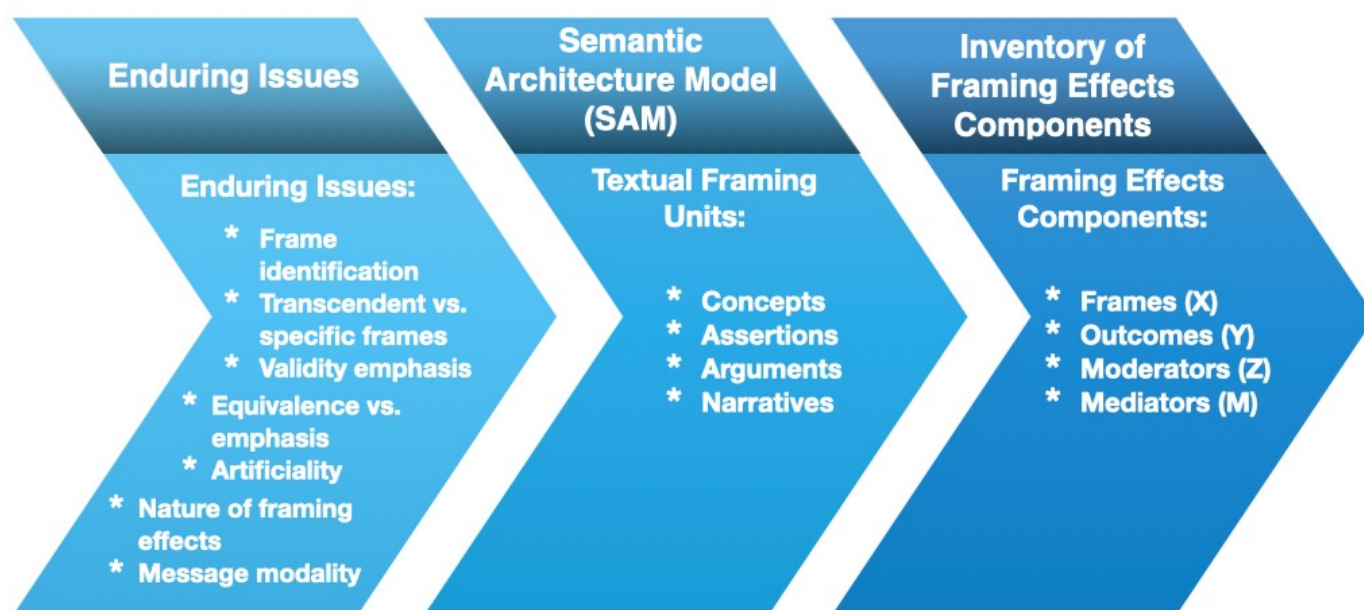 Enduring Issues
Enduring Issues:
* Frame
identification
* Transcendent vs.
specific frames
* Validity emphasis
* Equivalence vs.
emphasis
* Artificiality
* Nature of framing
effects
* Message modality
Semantic
Architecture Model
(SAM)
Textual Framing
Units:
* Concepts
* Assertions
* Arguments
* Narratives
Inventory of
Framing Effects
Components
Framing Effects
Components:
* Frames (X)
* Outcomes (Y)
* Moderators (Z)
* Mediators (M)